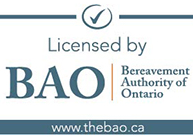 Licensed by
BAO
Bereavement
Authority of
Ontario
www.thebao.ca